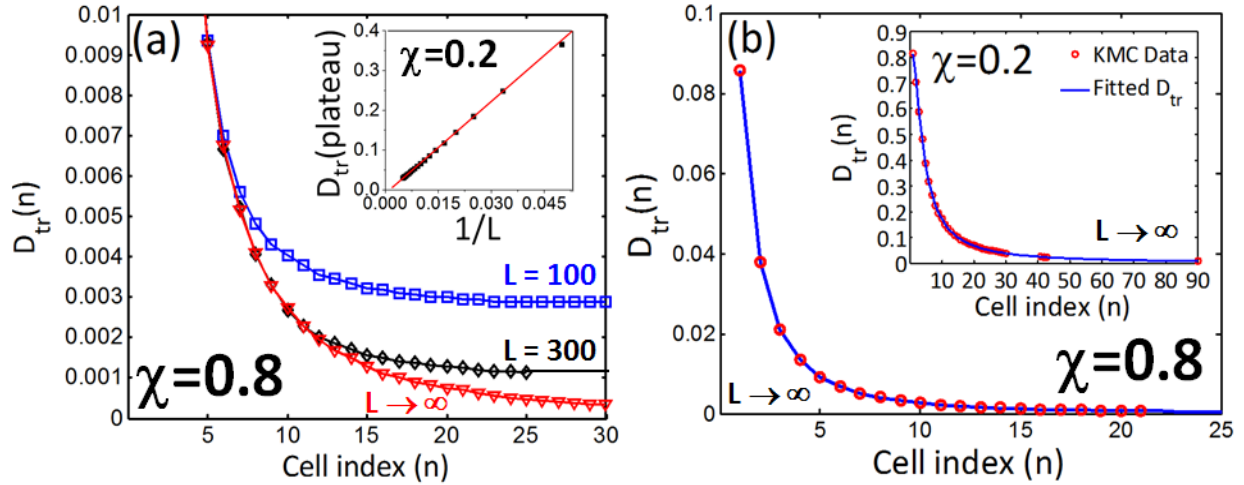 (a)
χ=0.2
D_tr(plateau)
0.4
0.3
0.2
0.1
0.0
0.000 0.015 0.030 0.045
1/L
D_tr(n)
0.01
0.009
0.008
0.007
0.006
0.005
0.004
0.003
0.002
0.001
0
L = 100
L = 300
L → ∞
χ=0.8
5 10 15 20 25 30
Cell index (n)
(b)
χ=0.2
KMC Data
Fitted D_tr
D_tr(n)
0.9
0.8
0.7
0.6
0.5
0.4
0.3
0.2
0.1
0
L → ∞
10 20 30 40 50 60 70 80 90
Cell index (n)
D_tr(n)
0.08
0.06
0.04
0.02
0
L → ∞
χ=0.8
5 10 15 20 25
Cell index (n)